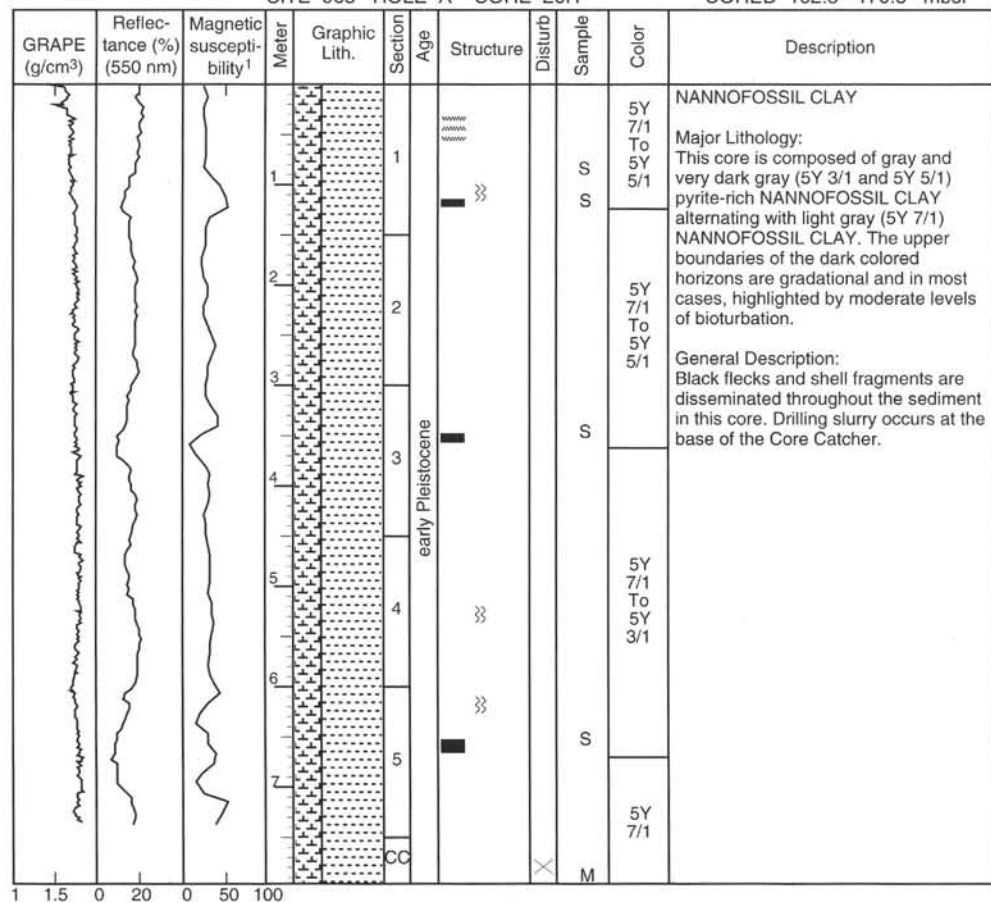 GRAPE
(g/cm3)
Reflec-
tance (%)
(550 nm)
Magnetic
suscepti-
bility1
Meter
Graphic
Lith.
Section
Age
Structure
Disturb
Sample
Color
Description
1
2
3
4
5
6
7
1
2
3
4
5
CC
early Pleistocene
S
S
S
S
M
5Y
7/1
To
5Y
5/1
5Y
7/1
To
5Y
5/1
5Y
7/1
To
5Y
3/1
5Y
7/1
NANNOFOSSIL CLAY
Major Lithology:
This core is composed of gray and
very dark gray (5Y 3/1 and 5Y 5/1)
pyrite-rich NANNOFOSSIL CLAY
alternating with light gray (5Y 7/1)
NANNOFOSSIL CLAY. The upper
boundaries of the dark colored
horizons are gradational and in most
cases, highlighted by moderate levels
of bioturbation.
General Description:
Black flecks and shell fragments are
disseminated throughout the sediment
in this core. Drilling slurry occurs at the
base of the Core Catcher.
1 1.5 0 20 0 50 100